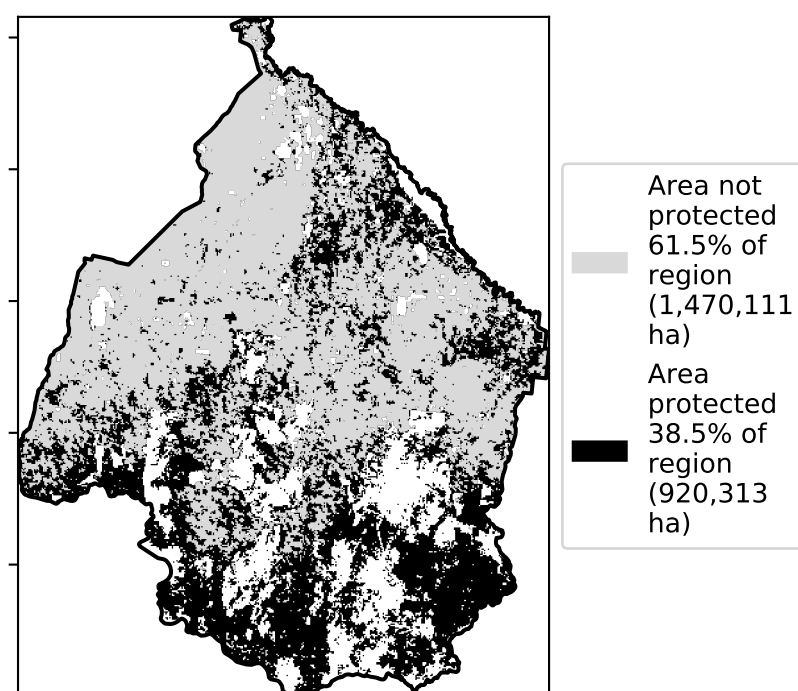 Area not
protected
61.5% of
region
(1,470,111
ha)
Area
protected
38.5% of
region
(920,313
ha)